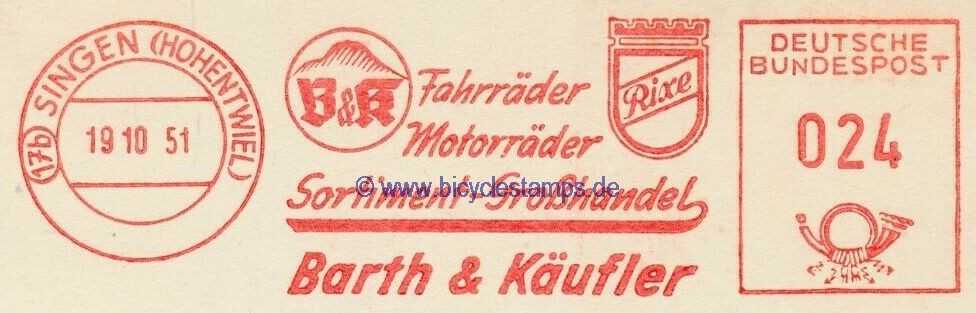 (17b) SINGEN (HOHENTWIEL)
19 10 51
B&K
Fahrräder
Motorräder
Rixe
Sortiment-Großhandel
Barth & Käufler
DEUTSCHE
BUNDESPOST
024
© www.bicyclestamps.de